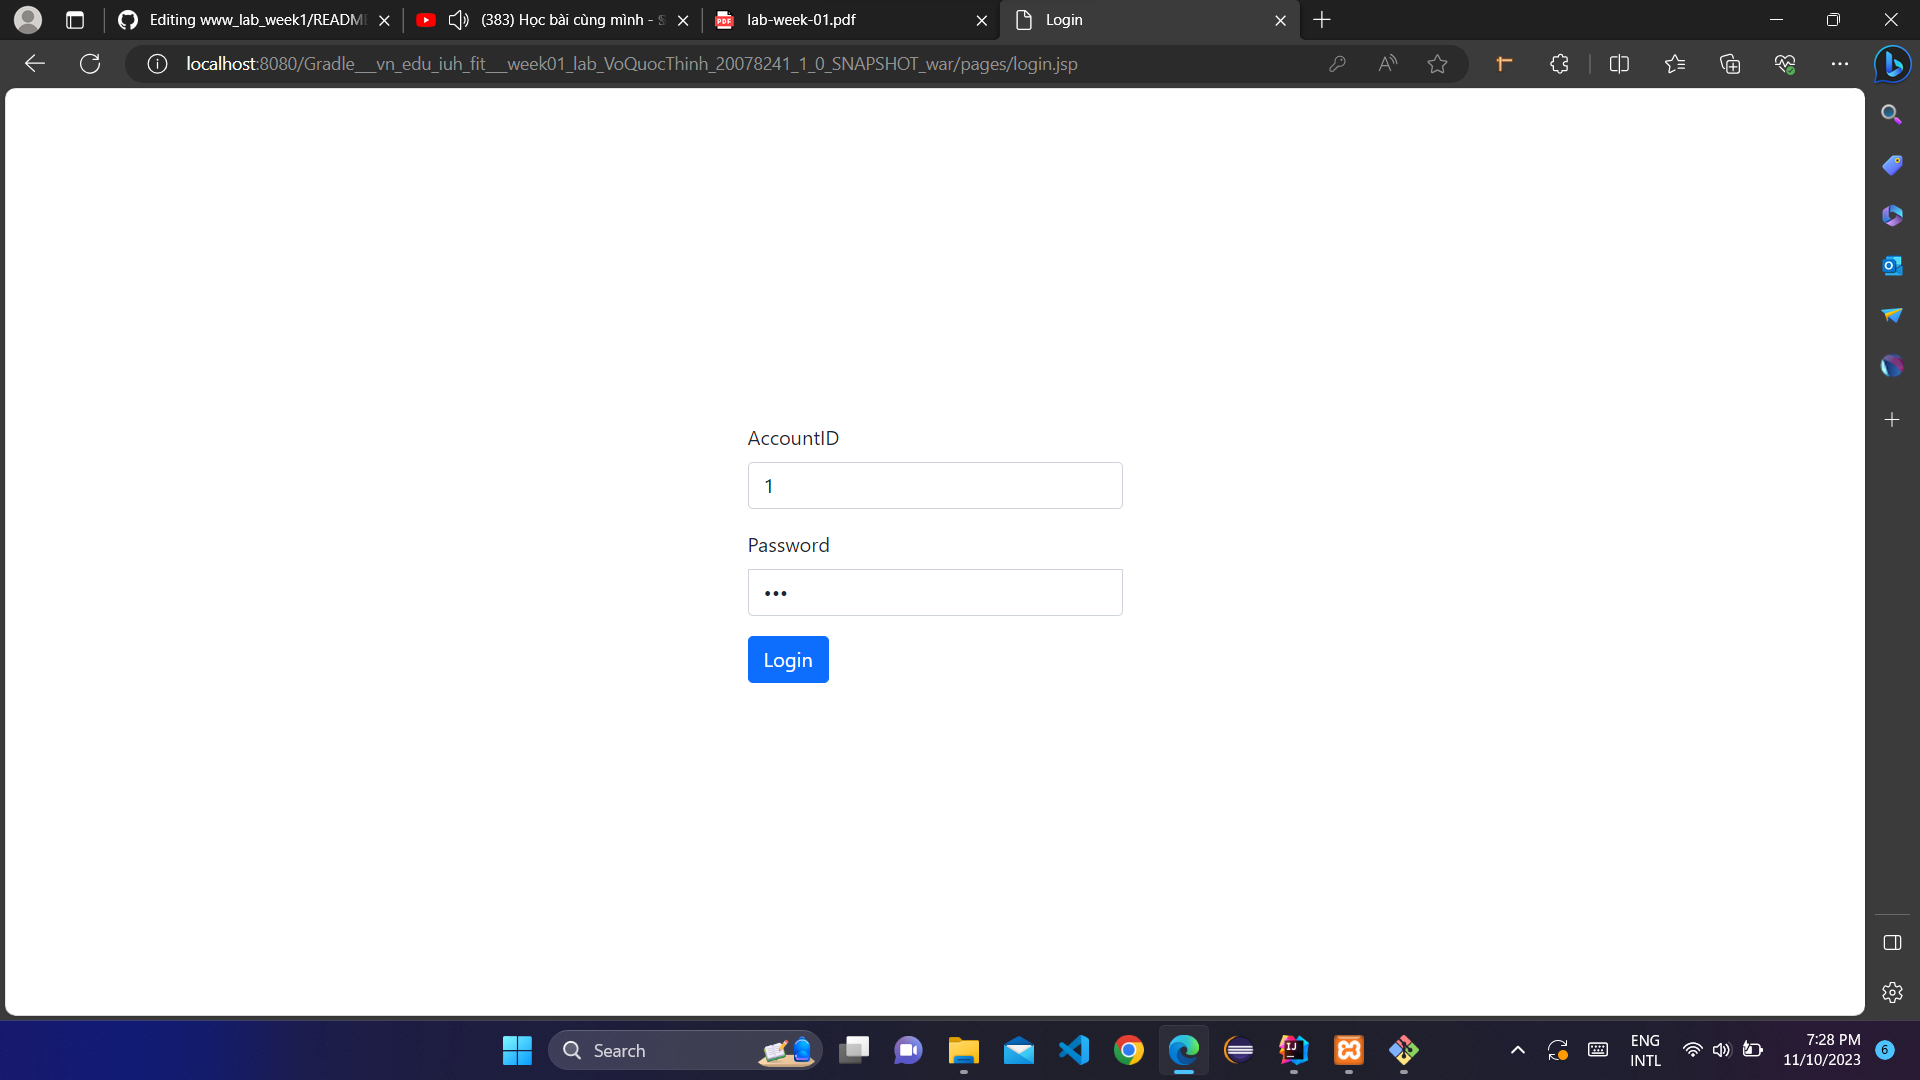 Editing www_lab_week1/READM
(383) Học bài cùng mình -
lab-week-01.pdf
Login
localhost:8080/Gradle___vn_edu_iuh_fit___week01_lab_VoQuocThinh_20078241_1_0_SNAPSHOT_war/pages/login.jsp
AccountID
1
Password
•••
Login
Search
ENG
INTL
7:28 PM
11/10/2023
6